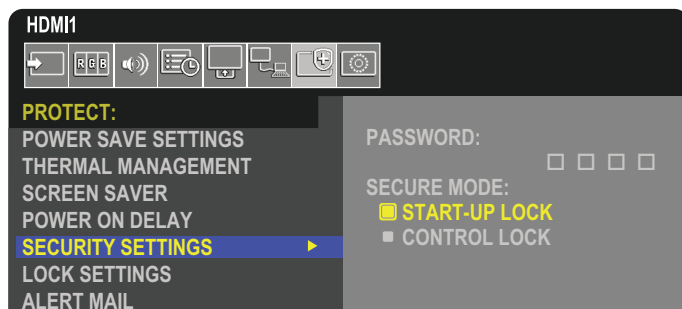 HDMI1
R G B
PROTECT:
POWER SAVE SETTINGS
THERMAL MANAGEMENT
SCREEN SAVER
POWER ON DELAY
SECURITY SETTINGS
LOCK SETTINGS
ALERT MAIL
PASSWORD:
SECURE MODE:
START-UP LOCK
CONTROL LOCK